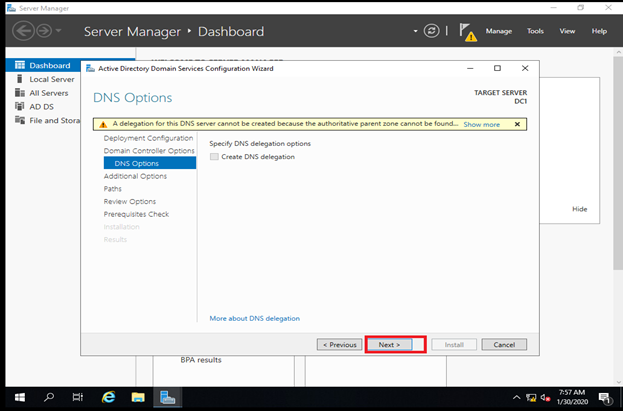 Server Manager
Server Manager • Dashboard
Manage Tools View Help
Dashboard
Local Server
All Servers
AD DS
File and Stora
Active Directory Domain Services Configuration Wizard
DNS Options
TARGET SERVER
DC1
A delegation for this DNS server cannot be created because the authoritative parent zone cannot be found... Show more
Deployment Configuration
Domain Controller Options
DNS Options
Additional Options
Paths
Review Options
Prerequisites Check
Installation
Results
Specify DNS delegation options
Create DNS delegation
More about DNS delegation
< Previous Next > Install Cancel
Hide
BPA results
7:57 AM
1/30/2020